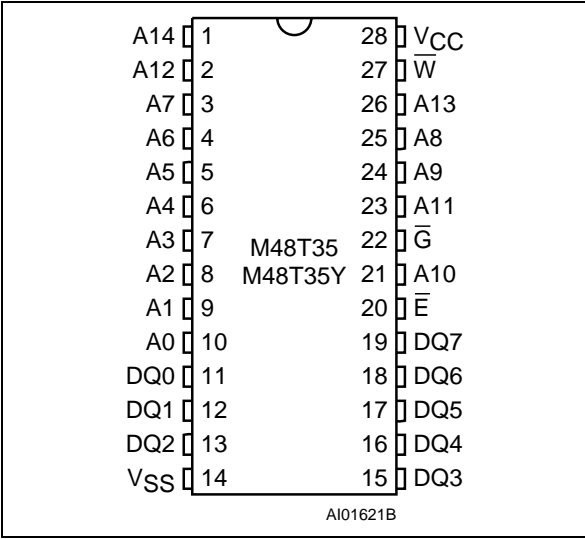 A14 1 28 VCC
A12 2 27 W̅
A7 3 26 A13
A6 4 25 A8
A5 5 24 A9
A4 6 23 A11
A3 7 22 G̅
A2 8 21 A10
A1 9 20 E̅
A0 10 19 DQ7
DQ0 11 18 DQ6
DQ1 12 17 DQ5
DQ2 13 16 DQ4
VSS 14 15 DQ3
M48T35
M48T35Y
AI01621B